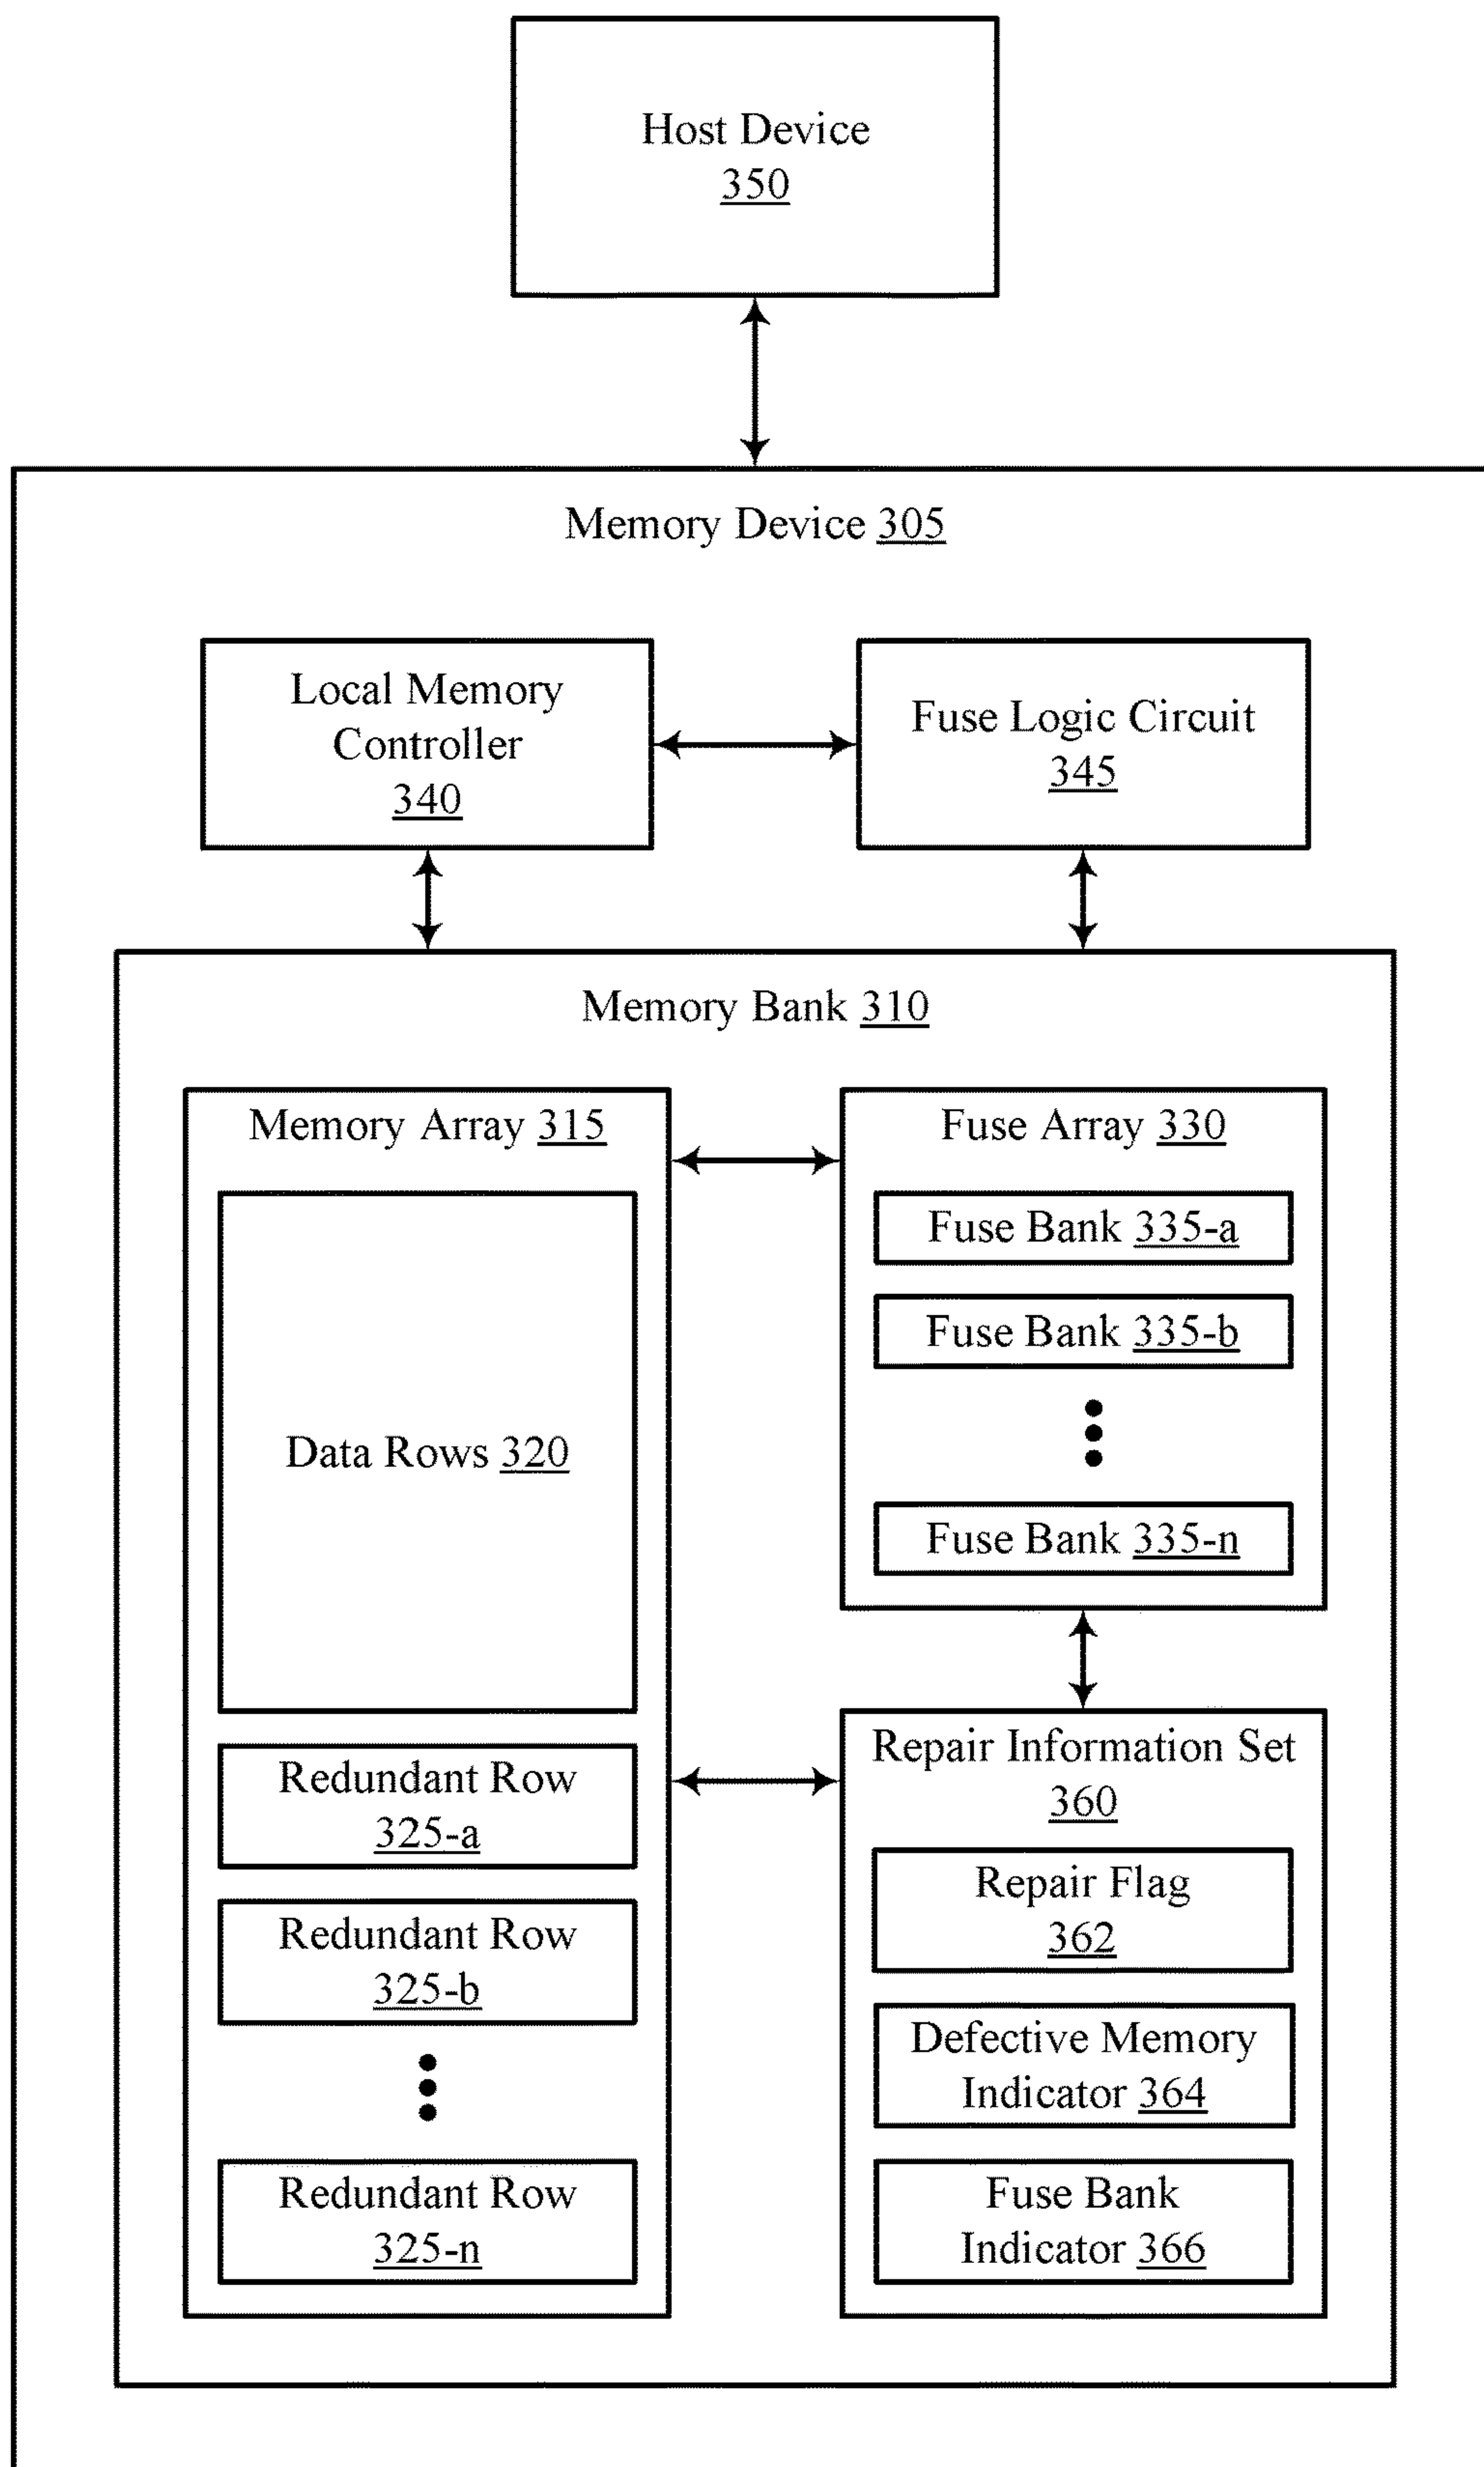 Host Device
350
Memory Device 305
Local Memory
Controller
340
Fuse Logic Circuit
345
Memory Bank 310
Memory Array 315
Data Rows 320
Redundant Row
325-a
Redundant Row
325-b
Redundant Row
325-n
Fuse Array 330
Fuse Bank 335-a
Fuse Bank 335-b
Fuse Bank 335-n
Repair Information Set
360
Repair Flag
362
Defective Memory
Indicator 364
Fuse Bank
Indicator 366